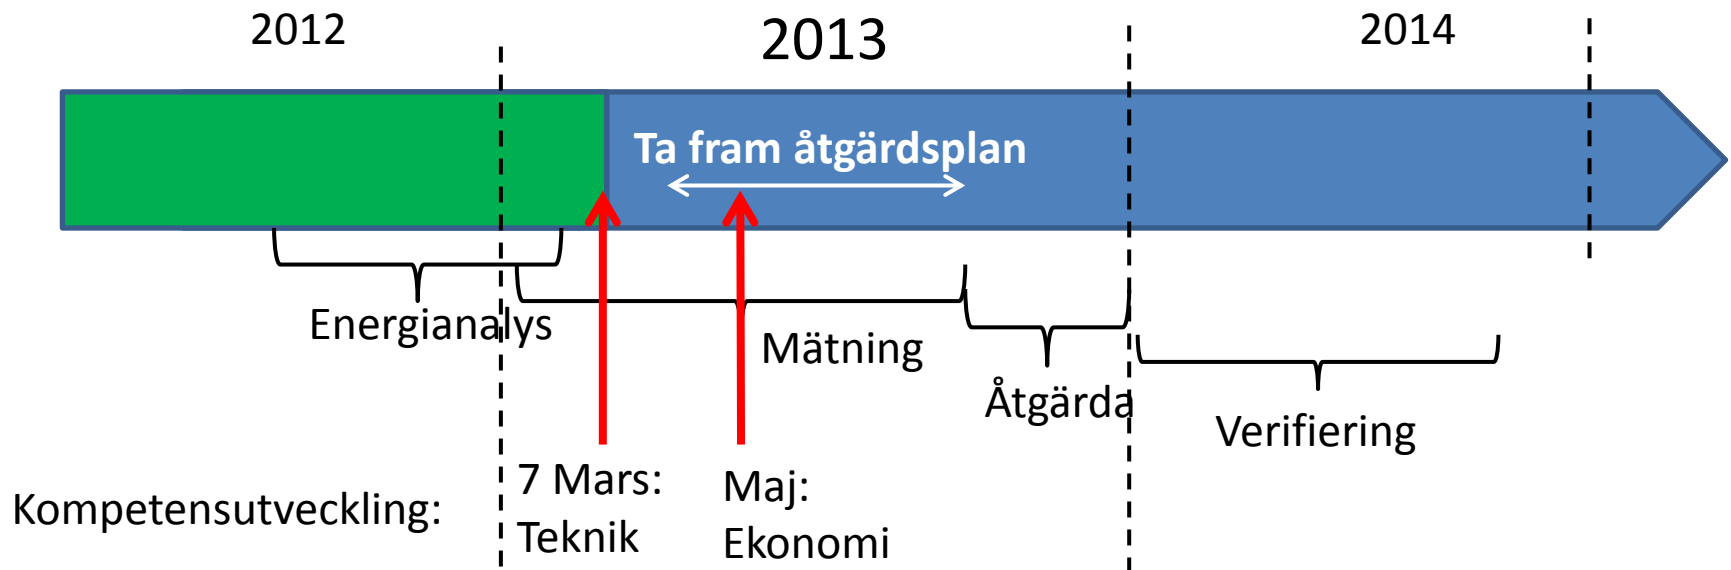 2012
2013
2014
Ta fram åtgärdsplan
Energianalys
Mätning
Åtgärda
Verifiering
Kompetensutveckling:
7 Mars:
Teknik
Maj:
Ekonomi